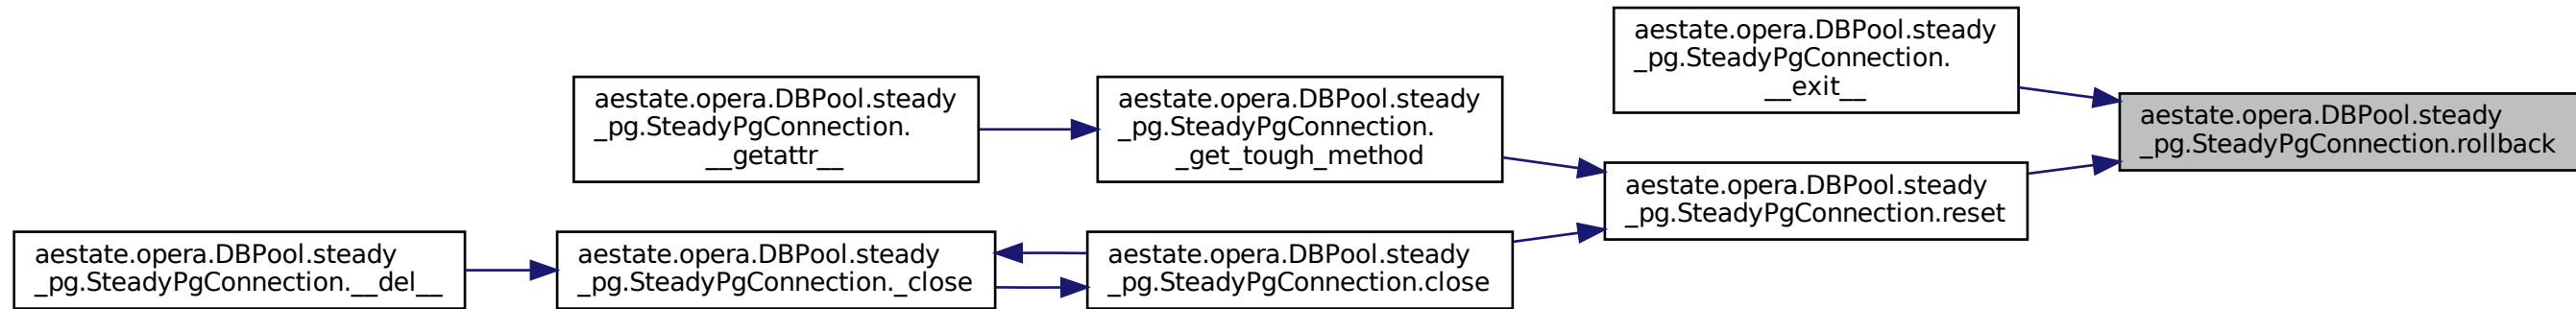 aestate.opera.DBPool.steady
_pg.SteadyPgConnection.
__exit__
aestate.opera.DBPool.steady
_pg.SteadyPgConnection.
__getattr__
aestate.opera.DBPool.steady
_pg.SteadyPgConnection.
_get_tough_method
aestate.opera.DBPool.steady
_pg.SteadyPgConnection.rollback
aestate.opera.DBPool.steady
_pg.SteadyPgConnection.reset
aestate.opera.DBPool.steady
_pg.SteadyPgConnection.__del__
aestate.opera.DBPool.steady
_pg.SteadyPgConnection._close
aestate.opera.DBPool.steady
_pg.SteadyPgConnection.close